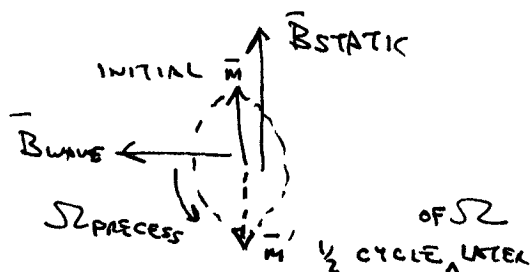 B̅STATIC
INITIAL m̅
B̅WAVE
ΩPRECESS
m̅' ½ CYCLE OF Ω LATER